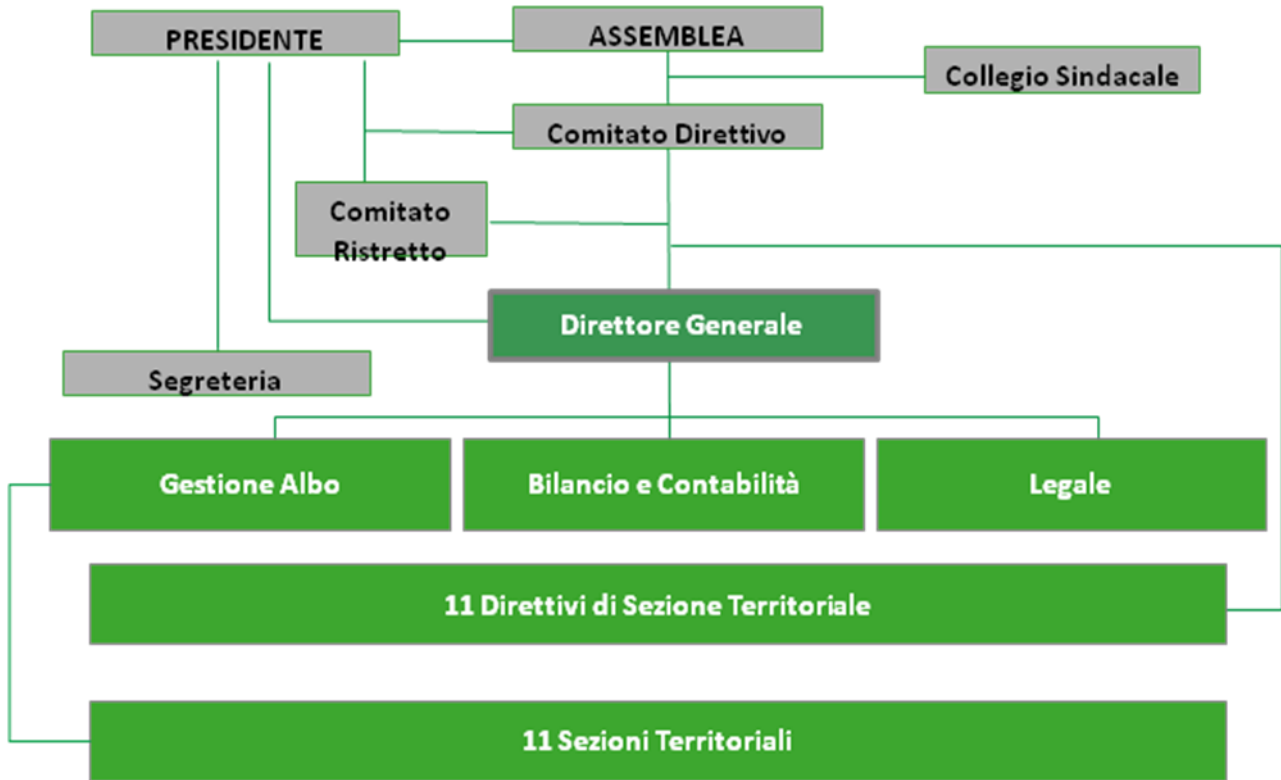 PRESIDENTE
ASSEMBLEA
Collegio Sindacale
Comitato Direttivo
Comitato
Ristretto
Direttore Generale
Segreteria
Gestione Albo
Bilancio e Contabilità
Legale
11 Direttivi di Sezione Territoriale
11 Sezioni Territoriali